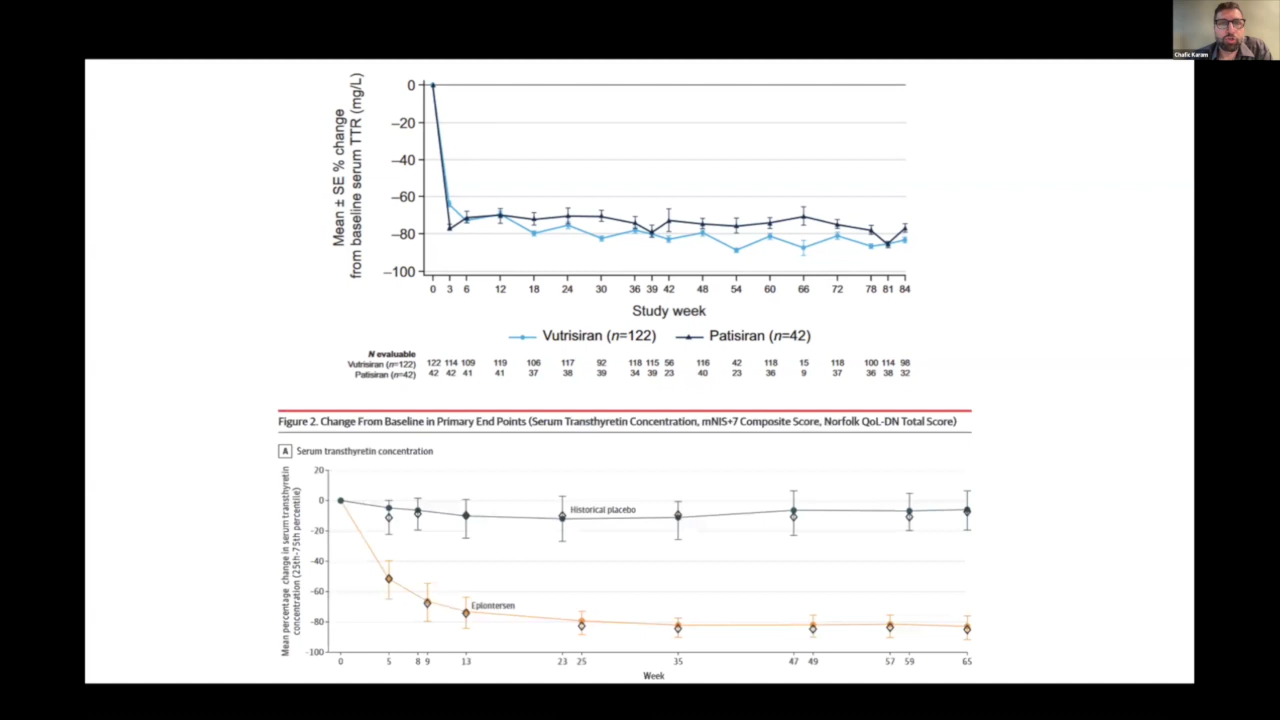 Chafic Karam
Mean ± SE % change
from baseline serum TTR (mg/L)
0
–20
–40
–60
–80
–100
0 3 6 12 18 24 30 36 39 42 48 54 60 66 72 78 81 84
Study week
Vutrisiran (n=122) Patisiran (n=42)
N evaluable
Vutrisiran (n=122) 122 114 109 119 106 117 92 118 115 56 116 42 118 15 118 100 114 98
Patisiran (n=42) 42 42 41 41 37 38 39 34 39 23 40 23 36 9 37 36 38 32
Figure 2. Change From Baseline in Primary End Points (Serum Transthyretin Concentration, mNIS+7 Composite Score, Norfolk QoL-DN Total Score)
A Serum transthyretin concentration
Mean percentage change in serum transthyretin
concentration (25th-75th percentile)
20
0
-20
-40
-60
-80
-100
Historical placebo
Eplontersen
0 5 8 9 13 23 25 35 47 49 57 59 65
Week